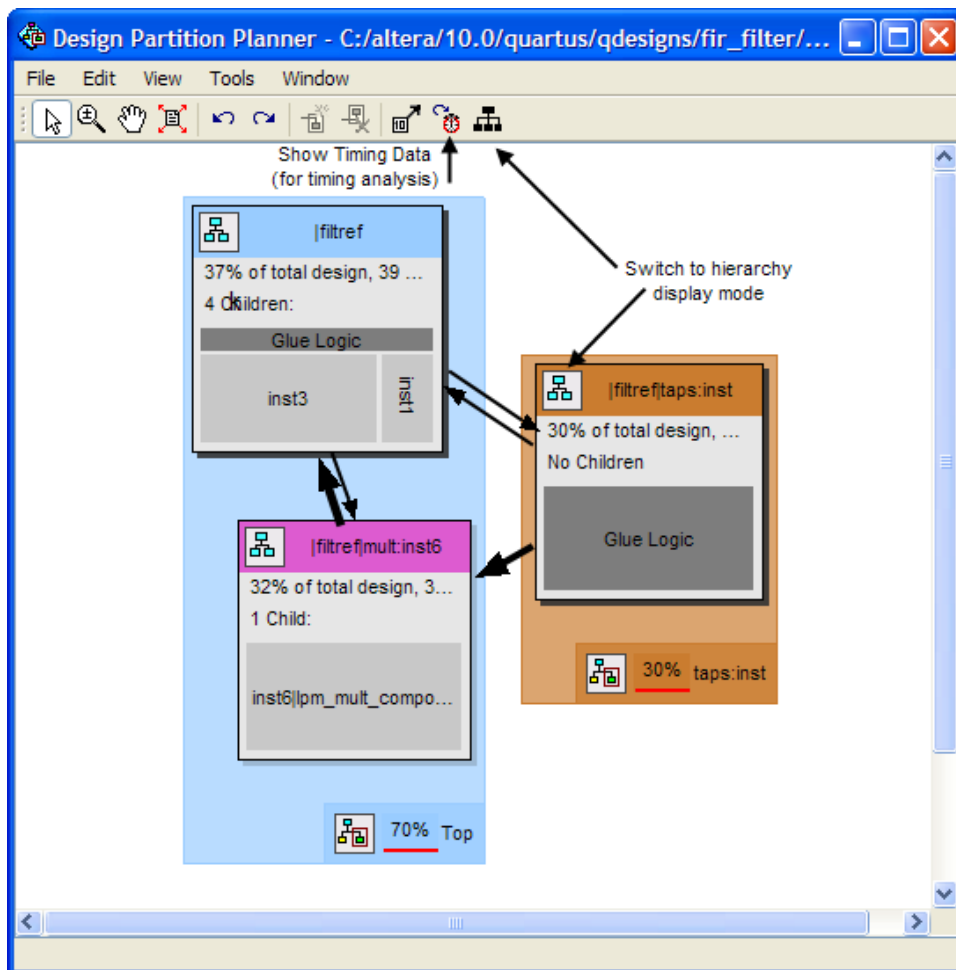 Design Partition Planner - C:/altera/10.0/quartus/qdesigns/fir_filter/...
File Edit View Tools Window
10
Show Timing Data
(for timing analysis)
|filtref
37% of total design, 39 ...
4 Children:
Glue Logic
inst3
inst1
Switch to hierarchy
display mode
|filtref|taps:inst
30% of total design, ...
No Children
Glue Logic
|filtref|mult:inst6
32% of total design, 3...
1 Child:
inst6|lpm_mult_compo...
30% taps:inst
70% Top